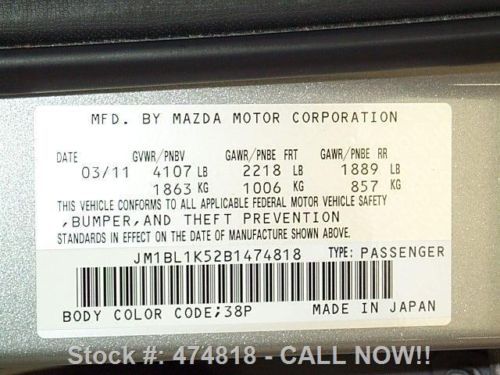 MFD. BY MAZDA MOTOR CORPORATION
DATE GVWR/PNBV GAWR/PNBE FRT GAWR/PNBE RR
03/11 4107 LB 2218 LB 1889 LB
1863 KG 1006 KG 857 KG
THIS VEHICLE CONFORMS TO ALL APPLICABLE FEDERAL MOTOR VEHICLE SAFETY
,BUMPER,AND THEFT PREVENTION
STANDARDS IN EFFECT ON THE DATE OF MANUFACTURE SHOWN ABOVE.
JM1BL1K52B1474818 TYPE: PASSENGER
BODY COLOR CODE;38P MADE IN JAPAN
Stock #: 474818 - CALL NOW!!